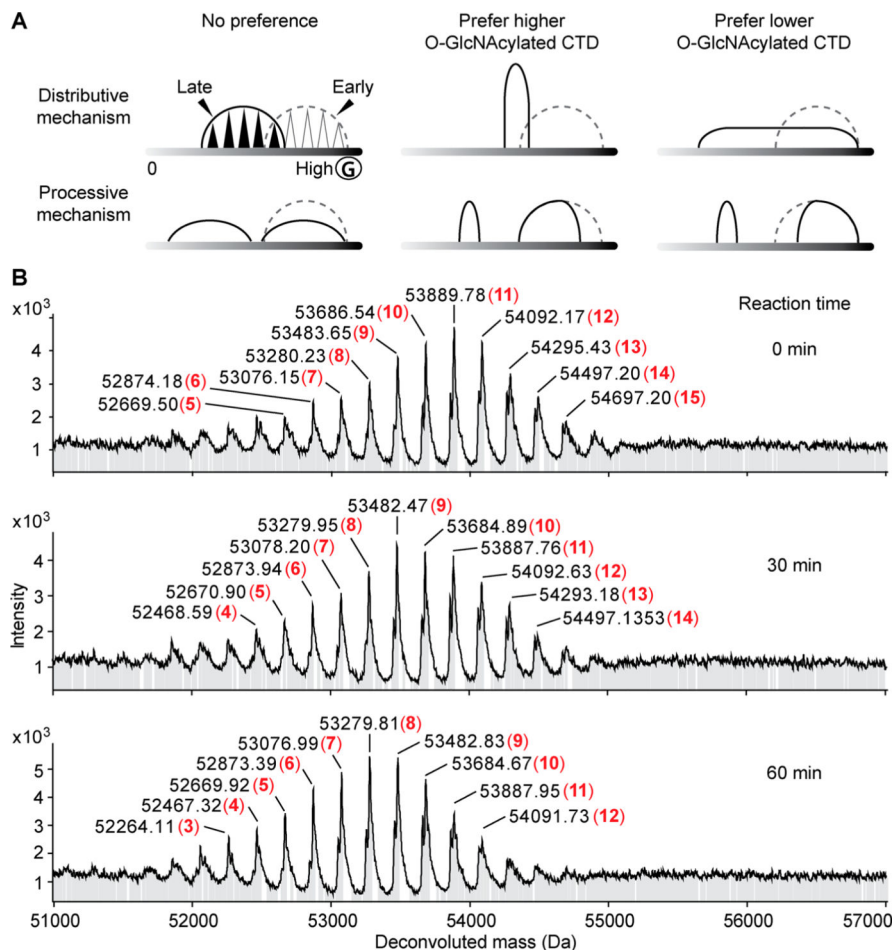 A
No preference
Prefer higher
O-GlcNAcylated CTD
Prefer lower
O-GlcNAcylated CTD
Distributive
mechanism
Late
Early
0
High G
Processive
mechanism
B
x10³
Reaction time
0 min
53889.78 (11)
53686.54 (10)
54092.17 (12)
53483.65 (9)
54295.43 (13)
53280.23 (8)
54497.20 (14)
53076.15 (7)
52874.18 (6)
54697.20 (15)
52669.50 (5)
4
3
2
1
51000
52000
53000
54000
55000
56000
57000
x10³
30 min
53482.47 (9)
53279.95 (8)
53684.89 (10)
53078.20 (7)
53887.76 (11)
52873.94 (6)
54092.63 (12)
52670.90 (5)
54293.18 (13)
52468.59 (4)
54497.1353 (14)
4
3
2
1
Intensity
x10³
60 min
53279.81 (8)
53076.99 (7)
53482.83 (9)
52873.39 (6)
53684.67 (10)
52669.92 (5)
53887.95 (11)
52467.32 (4)
54091.73 (12)
52264.11 (3)
5
4
3
2
1
51000
52000
53000
54000
55000
56000
57000
Deconvoluted mass (Da)